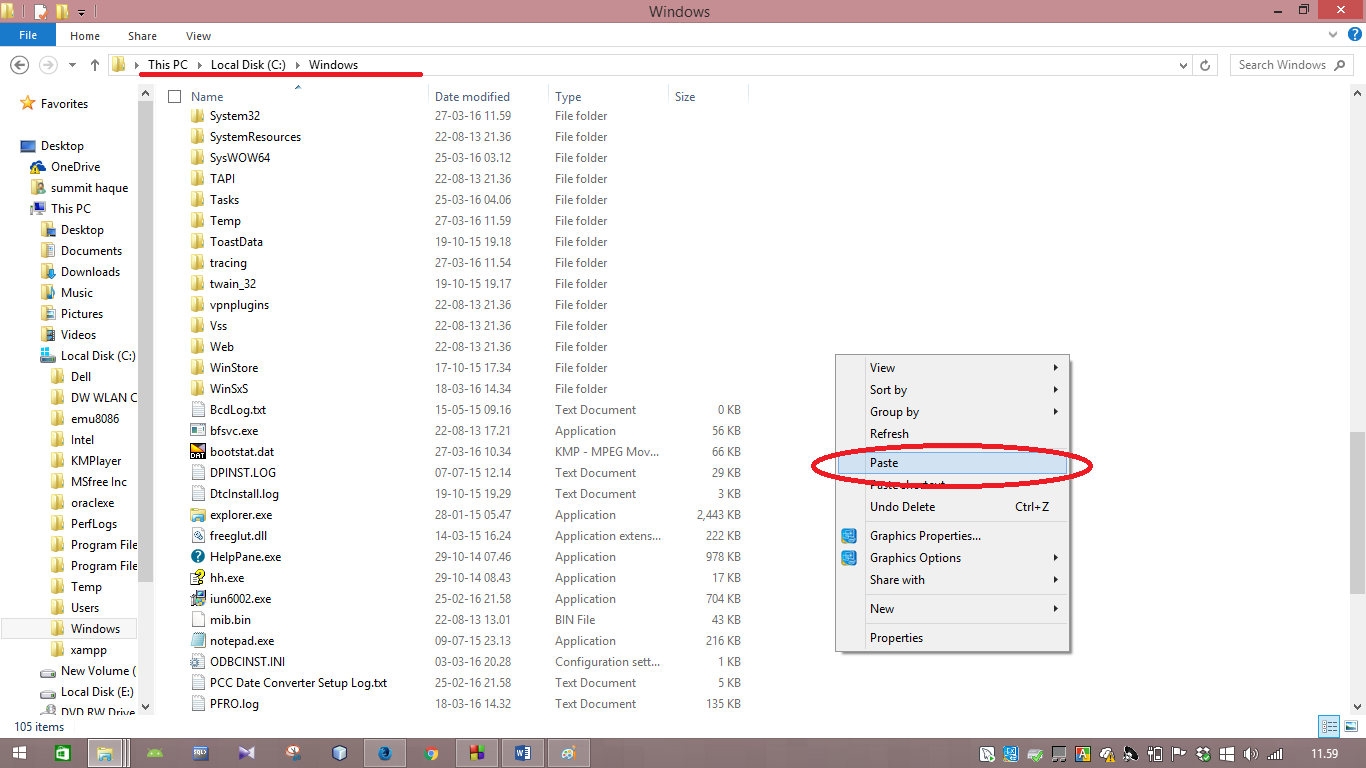 Windows
File Home Share View
This PC Local Disk (C:) Windows
Search Windows
Favorites
Desktop
OneDrive
summit haque
This PC
Desktop
Documents
Downloads
Music
Pictures
Videos
Local Disk (C:)
Dell
DW WLAN C
emu8086
Intel
KMPlayer
MSfree Inc
oraclexe
PerfLogs
Program File
Program File
Temp
Users
Windows
xampp
New Volume (
Local Disk (E:)
DVD RW Drive
Name Date modified Type Size
System32 27-03-16 11.59 File folder
SystemResources 22-08-13 21.36 File folder
SysWOW64 25-03-16 03.12 File folder
TAPI 22-08-13 21.36 File folder
Tasks 25-03-16 04.06 File folder
Temp 27-03-16 11.59 File folder
ToastData 19-10-15 19.18 File folder
tracing 27-03-16 11.54 File folder
twain_32 19-10-15 19.17 File folder
vpnplugins 22-08-13 21.36 File folder
Vss 22-08-13 21.36 File folder
Web 22-08-13 21.36 File folder
WinStore 17-10-15 17.34 File folder
WinSxS 18-03-16 14.34 File folder
BcdLog.txt 15-05-15 09.16 Text Document 0 KB
bfsvc.exe 22-08-13 17.21 Application 56 KB
bootstat.dat 27-03-16 10.34 KMP - MPEG Mov... 66 KB
DPINST.LOG 07-07-15 12.14 Text Document 29 KB
DtcInstall.log 19-10-15 19.29 Text Document 3 KB
explorer.exe 28-01-15 05.47 Application 2,443 KB
freeglut.dll 14-03-15 16.24 Application extens... 222 KB
HelpPane.exe 29-10-14 07.46 Application 978 KB
hh.exe 29-10-14 08.43 Application 17 KB
iun6002.exe 25-02-16 21.58 Application 704 KB
mib.bin 22-08-13 13.01 BIN File 43 KB
notepad.exe 09-07-15 23.13 Application 216 KB
ODBCINST.INI 03-03-16 20.28 Configuration sett... 1 KB
PCC Date Converter Setup Log.txt 25-02-16 21.58 Text Document 5 KB
PFRO.log 18-03-16 14.32 Text Document 135 KB
View
Sort by
Group by
Refresh
Paste
Paste shortcut
Undo Delete Ctrl+Z
Graphics Properties...
Graphics Options
Share with
New
Properties
105 items
11.59